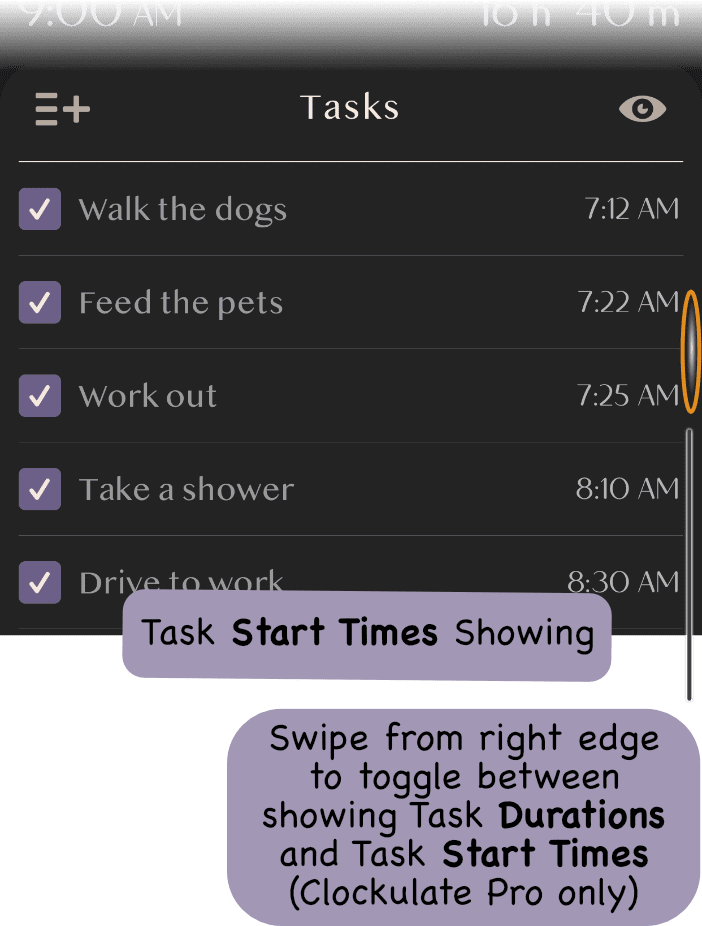 9:00 AM 16 h 40 m
Tasks
Walk the dogs 7:12 AM
Feed the pets 7:22 AM
Work out 7:25 AM
Take a shower 8:10 AM
Drive to work 8:30 AM
Task Start Times Showing
Swipe from right edge
to toggle between
showing Task Durations
and Task Start Times
(Clockulate Pro only)